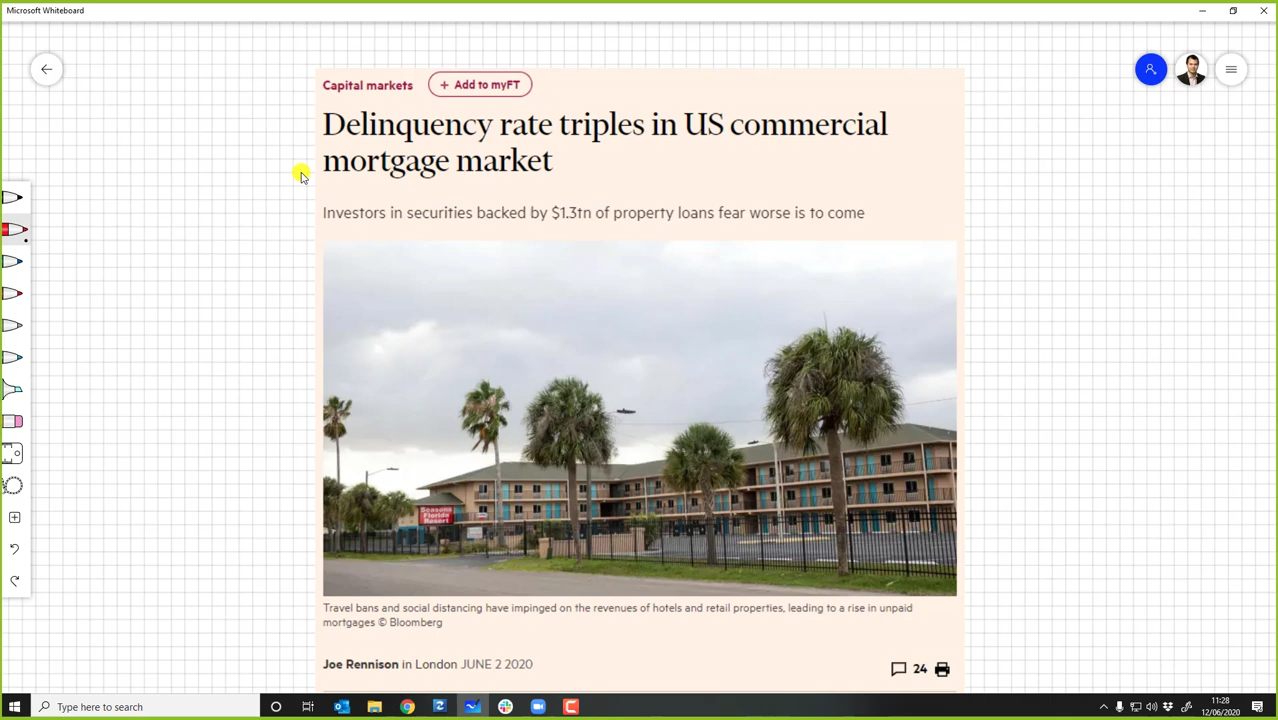 Microsoft Whiteboard
Capital markets
+ Add to myFT
Delinquency rate triples in US commercial
mortgage market
Investors in securities backed by $1.3tn of property loans fear worse is to come
Seasons
Florida
Resort
Travel bans and social distancing have impinged on the revenues of hotels and retail properties, leading to a rise in unpaid
mortgages © Bloomberg
Joe Rennison in London JUNE 2 2020
24
Type here to search
11:28
12/06/2020